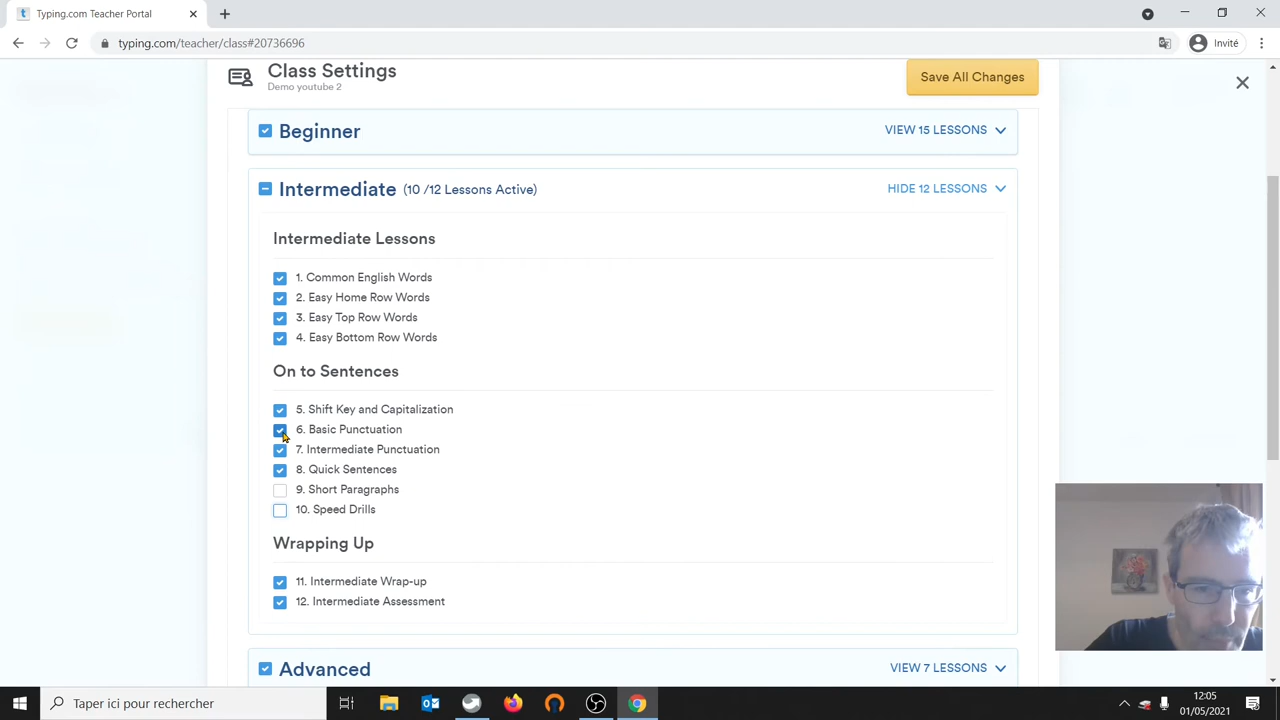 Typing.com Teacher Portal
typing.com/teacher/class#20736696
Invité
Class Settings
Demo youtube 2
Save All Changes
Beginner
VIEW 15 LESSONS
Intermediate (10 /12 Lessons Active)
HIDE 12 LESSONS
Intermediate Lessons
1. Common English Words
2. Easy Home Row Words
3. Easy Top Row Words
4. Easy Bottom Row Words
On to Sentences
5. Shift Key and Capitalization
6. Basic Punctuation
7. Intermediate Punctuation
8. Quick Sentences
9. Short Paragraphs
10. Speed Drills
Wrapping Up
11. Intermediate Wrap-up
12. Intermediate Assessment
Advanced
VIEW 7 LESSONS
Taper ici pour rechercher
12:05
01/05/2021